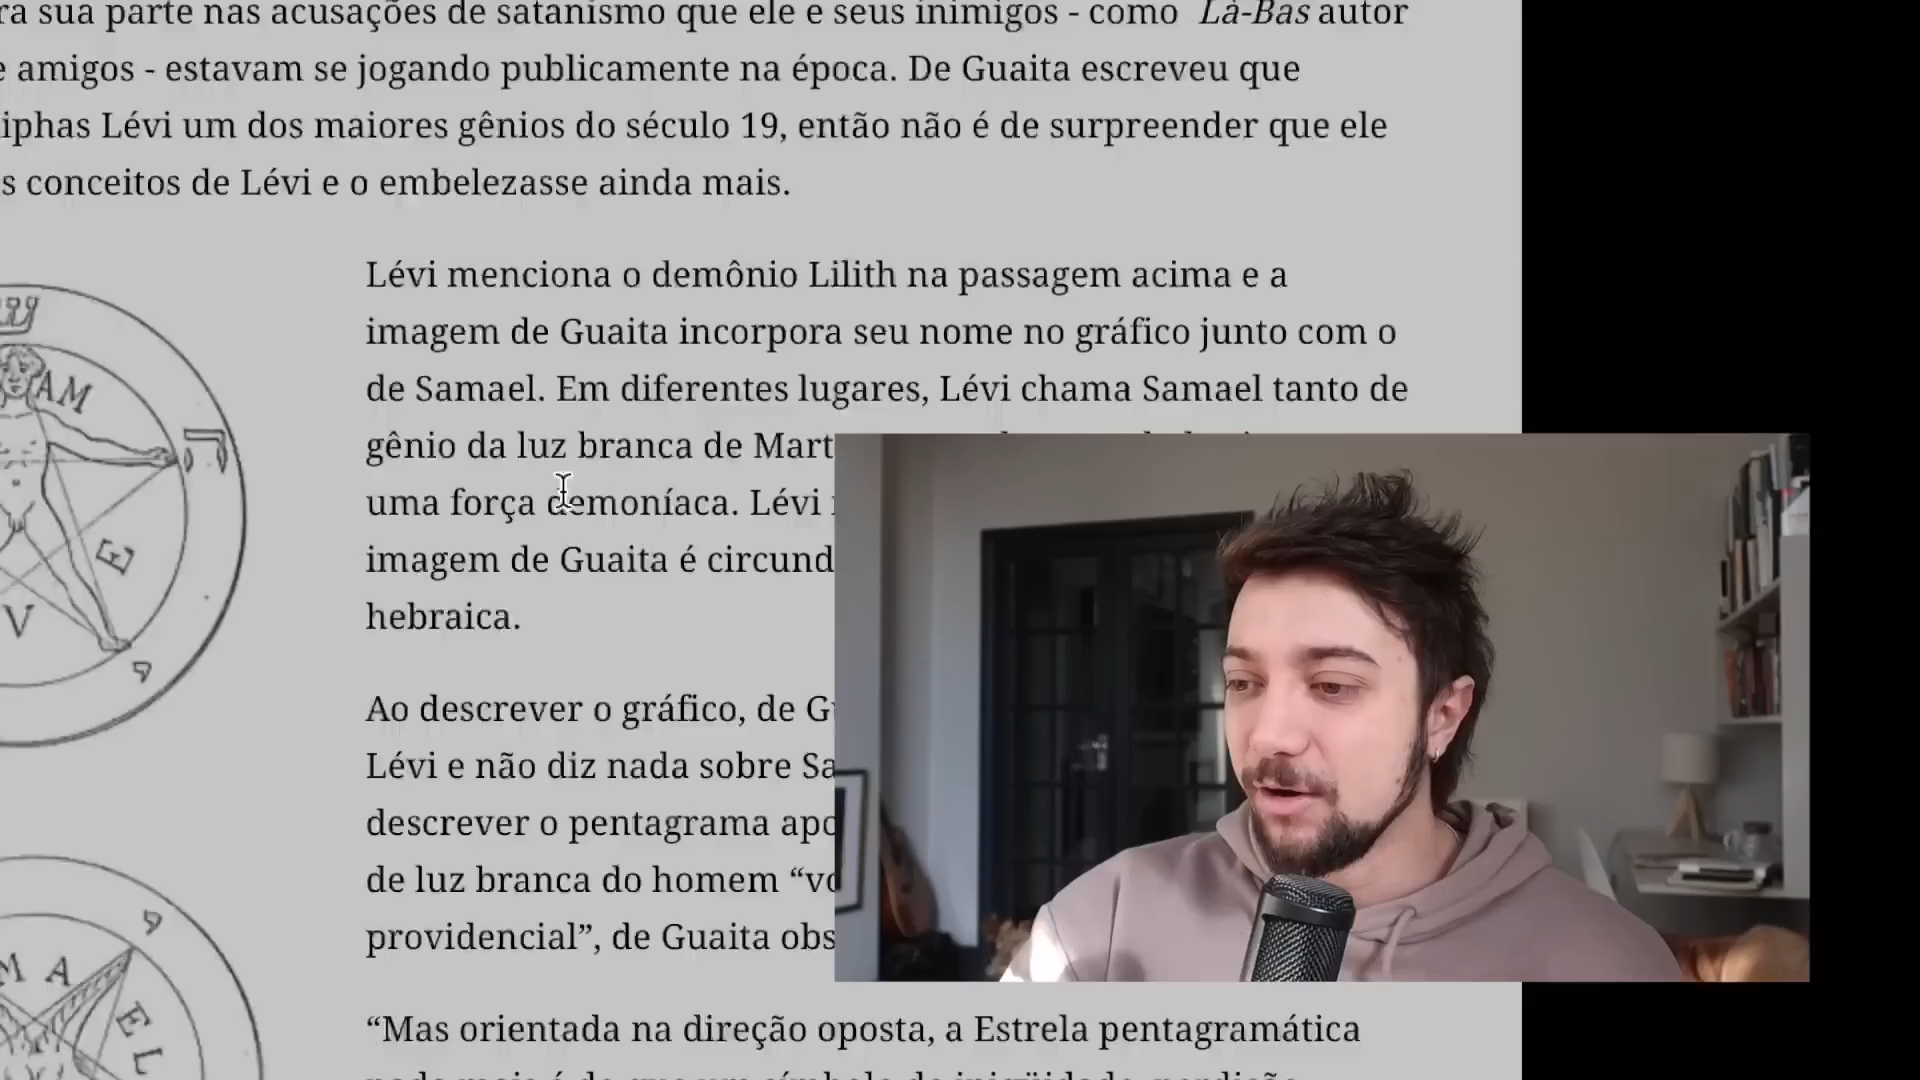 ra sua parte nas acusações de satanismo que ele e seus inimigos - como Là-Bas autor
e amigos - estavam se jogando publicamente na época. De Guaita escreveu que
iphas Lévi um dos maiores gênios do século 19, então não é de surpreender que ele
s conceitos de Lévi e o embelezasse ainda mais.
Lévi menciona o demônio Lilith na passagem acima e a
imagem de Guaita incorpora seu nome no gráfico junto com o
de Samael. Em diferentes lugares, Lévi chama Samael tanto de
gênio da luz branca de Mart
uma força demoníaca. Lévi
imagem de Guaita é circund
hebraica.
Ao descrever o gráfico, de G
Lévi e não diz nada sobre Sa
descrever o pentagrama apo
de luz branca do homem “vo
providencial”, de Guaita obs
“Mas orientada na direção oposta, a Estrela pentagramática
AM
E
V
M A
E L